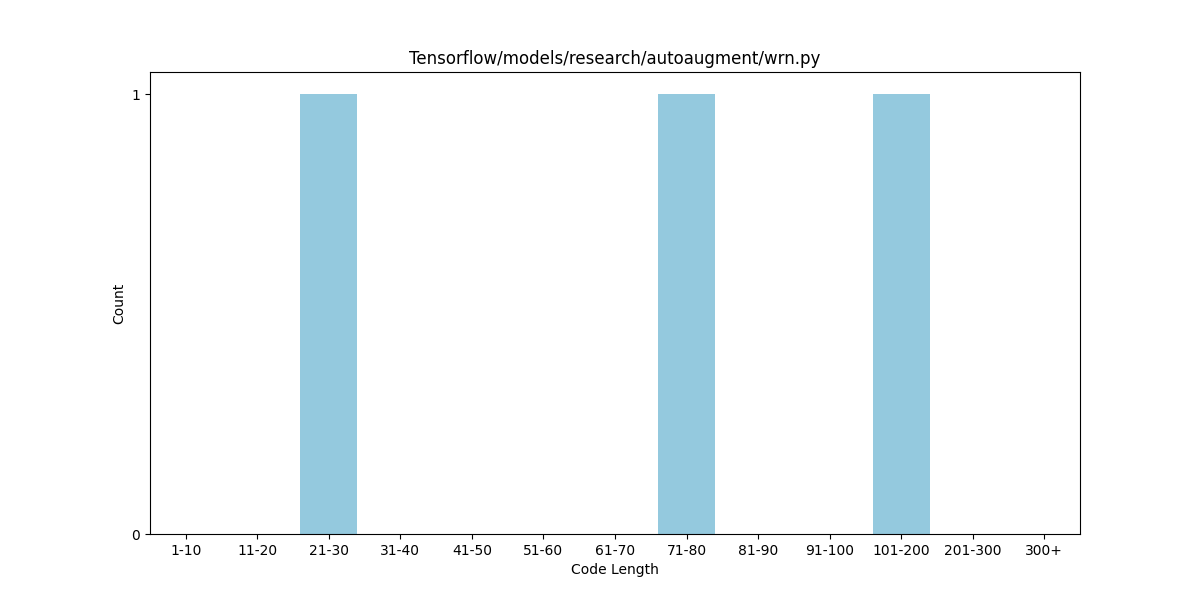 Tensorflow/models/research/autoaugment/wrn.py
1
Count
0
1-10 11-20 21-30 31-40 41-50 51-60 61-70 71-80 81-90 91-100 101-200 201-300 300+
Code Length